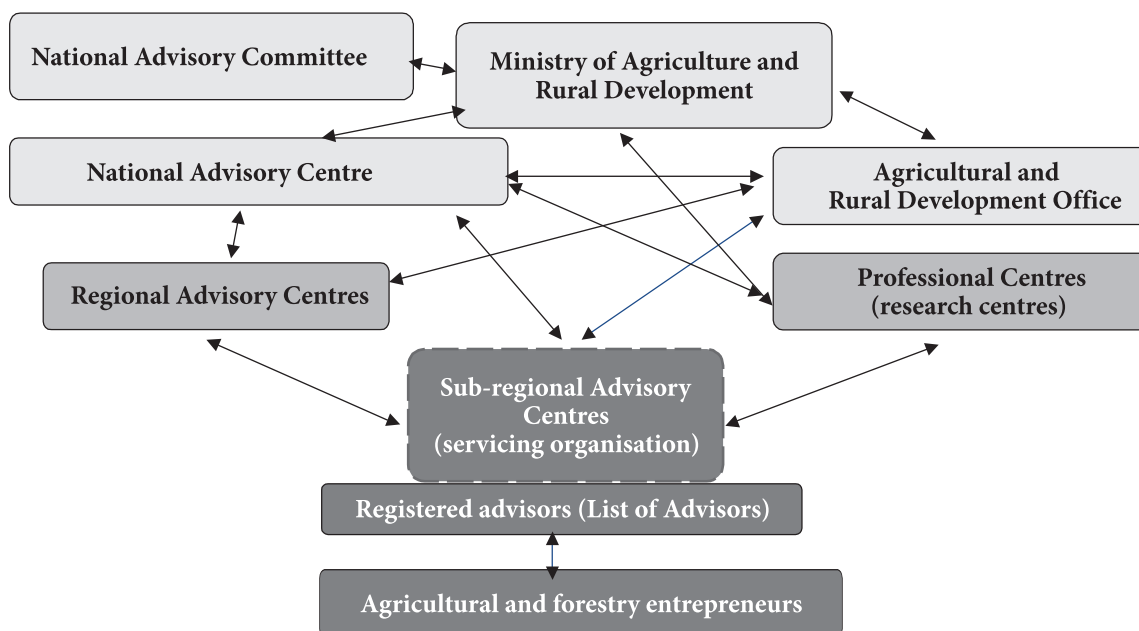 National Advisory Committee
Ministry of Agriculture and
Rural Development
National Advisory Centre
Agricultural and
Rural Development Office
Regional Advisory Centres
Professional Centres
(research centres)
Sub-regional Advisory
Centres
(servicing organisation)
Registered advisors (List of Advisors)
Agricultural and forestry entrepreneurs